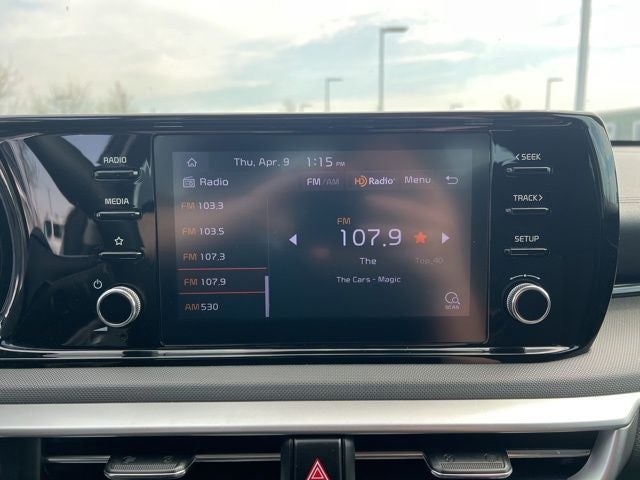 RADIO
MEDIA
Thu, Apr. 9 1:15 PM
Radio
FM/AM HD Radio Menu
FM 103.3
FM 103.5
FM 107.3
FM 107.9
AM 530
FM
107.9
The Top_40
The Cars - Magic
SCAN
< SEEK
TRACK >
SETUP